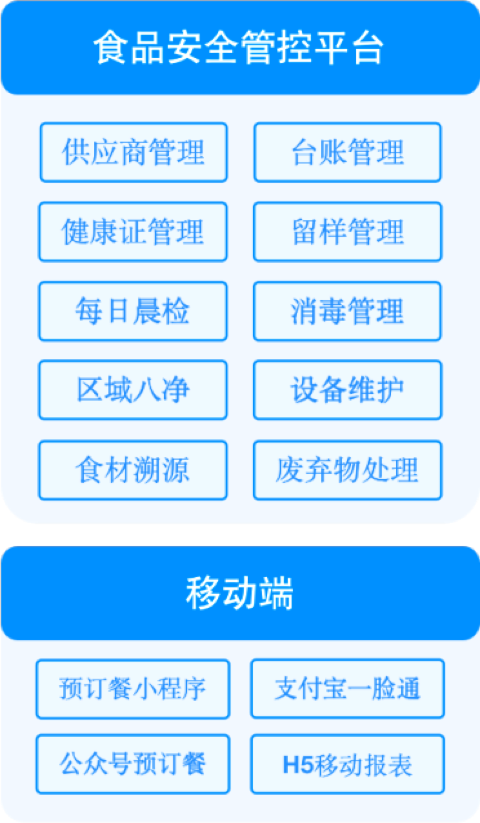 食品安全管控平台
供应商管理 台账管理
健康证管理 留样管理
每日晨检 消毒管理
区域八净 设备维护
食材溯源 废弃物处理
移动端
预订餐小程序 支付宝一脸通
公众号预订餐 H5移动报表